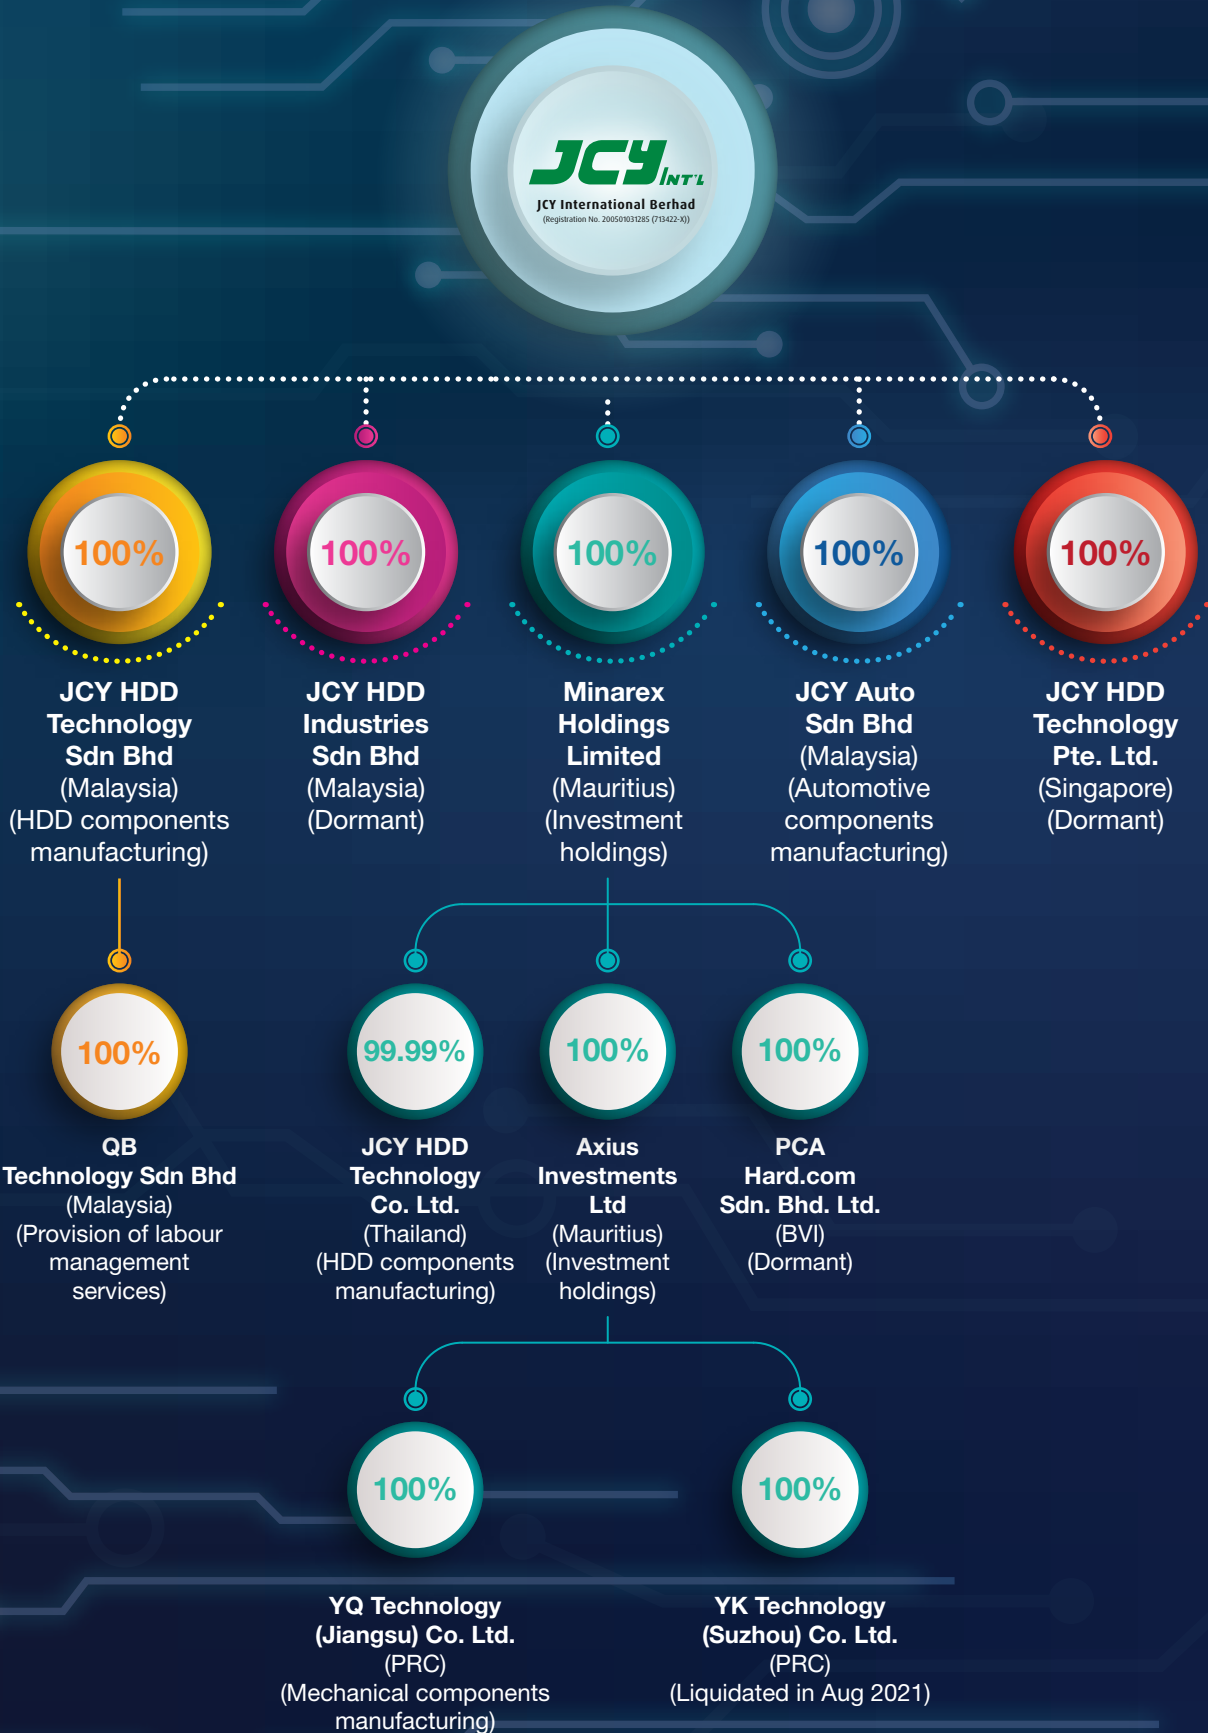 JCY INT'L
JCY International Berhad
(Registration No. 200501031285 (713422-X))
100%
100%
100%
100%
100%
JCY HDD
Technology
Sdn Bhd
(Malaysia)
(HDD components
manufacturing)
JCY HDD
Industries
Sdn Bhd
(Malaysia)
(Dormant)
Minarex
Holdings
Limited
(Mauritius)
(Investment
holdings)
JCY Auto
Sdn Bhd
(Malaysia)
(Automotive
components
manufacturing)
JCY HDD
Technology
Pte. Ltd.
(Singapore)
(Dormant)
100%
99.99%
100%
100%
QB
Technology Sdn Bhd
(Malaysia)
(Provision of labour
management
services)
JCY HDD
Technology
Co. Ltd.
(Thailand)
(HDD components
manufacturing)
Axius
Investments
Ltd
(Mauritius)
(Investment
holdings)
PCA
Hard.com
Sdn. Bhd. Ltd.
(BVI)
(Dormant)
100%
100%
YQ Technology
(Jiangsu) Co. Ltd.
(PRC)
(Mechanical components
manufacturing)
YK Technology
(Suzhou) Co. Ltd.
(PRC)
(Liquidated in Aug 2021)